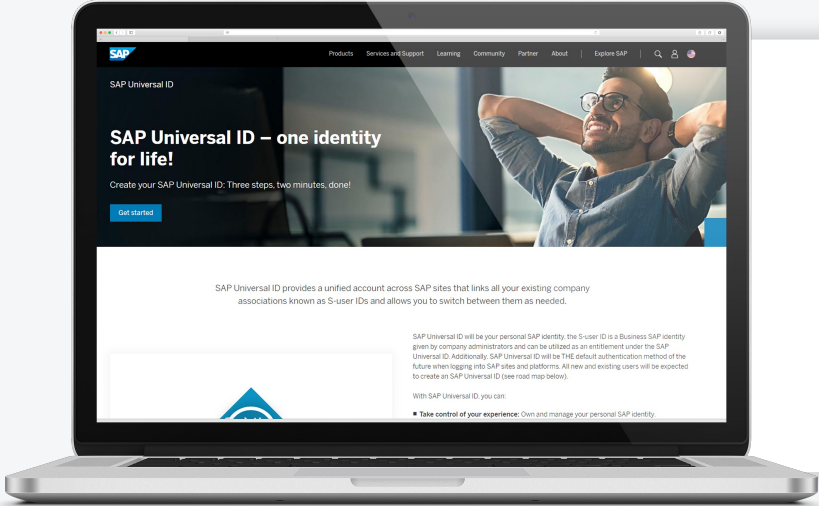 SAP
Products Services and Support Learning Community Partner About Explore SAP
SAP Universal ID
SAP Universal ID – one identity
for life!
Create your SAP Universal ID: Three steps, two minutes, done!
Get started
SAP Universal ID provides a unified account across SAP sites that links all your existing company
associations known as S-user IDs and allows you to switch between them as needed.
SAP Universal ID will be your personal SAP identity, the S-user ID is a Business SAP identity
given by company administrators and can be utilized as an entitlement under the SAP
Universal ID. Additionally, SAP Universal ID will be THE default authentication method of the
future when logging into SAP sites and platforms. All new and existing users will be expected
to create an SAP Universal ID (see road map below).
With SAP Universal ID, you can:
■ Take control of your experience: Own and manage your personal SAP identity.